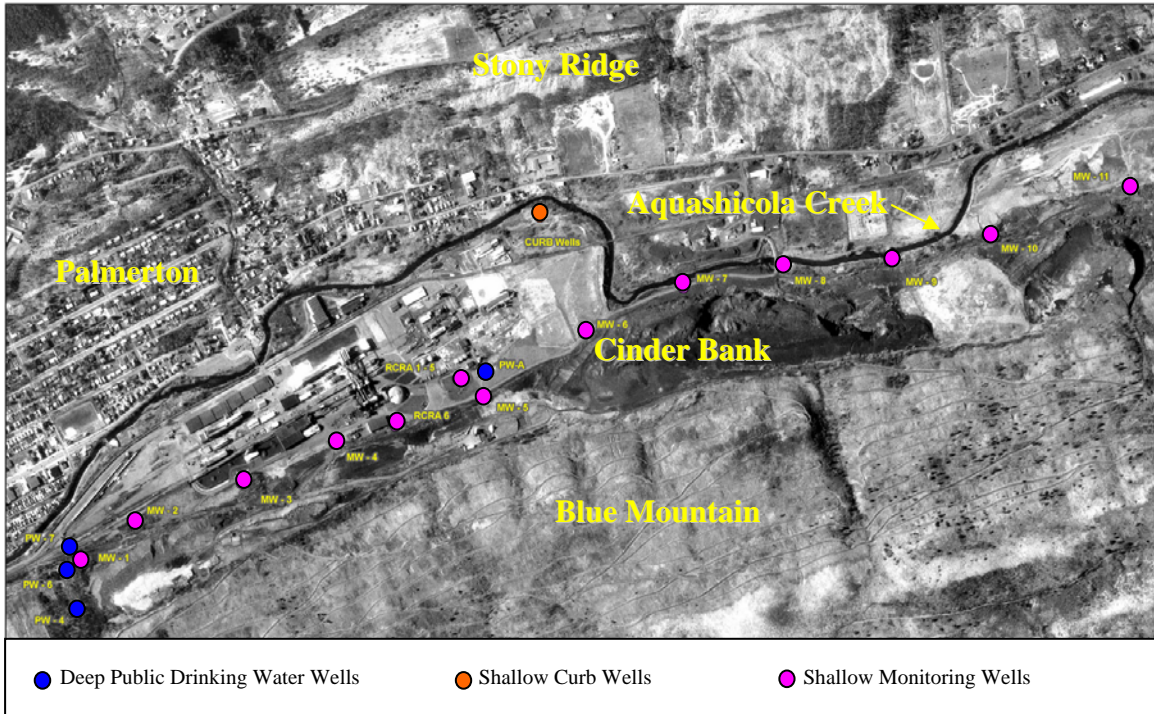 Stony Ridge
MW - 11
Aquashicola Creek
CURB Wells
MW - 10
Palmerton
MW - 7
MW - 8
MW - 9
MW - 6
Cinder Bank
RCRA 1 - 5
PW-A
MW - 5
RCRA 6
MW - 4
MW - 3
Blue Mountain
MW - 2
PW - 7
MW - 1
PW - 6
PW - 4
Deep Public Drinking Water Wells
Shallow Curb Wells
Shallow Monitoring Wells